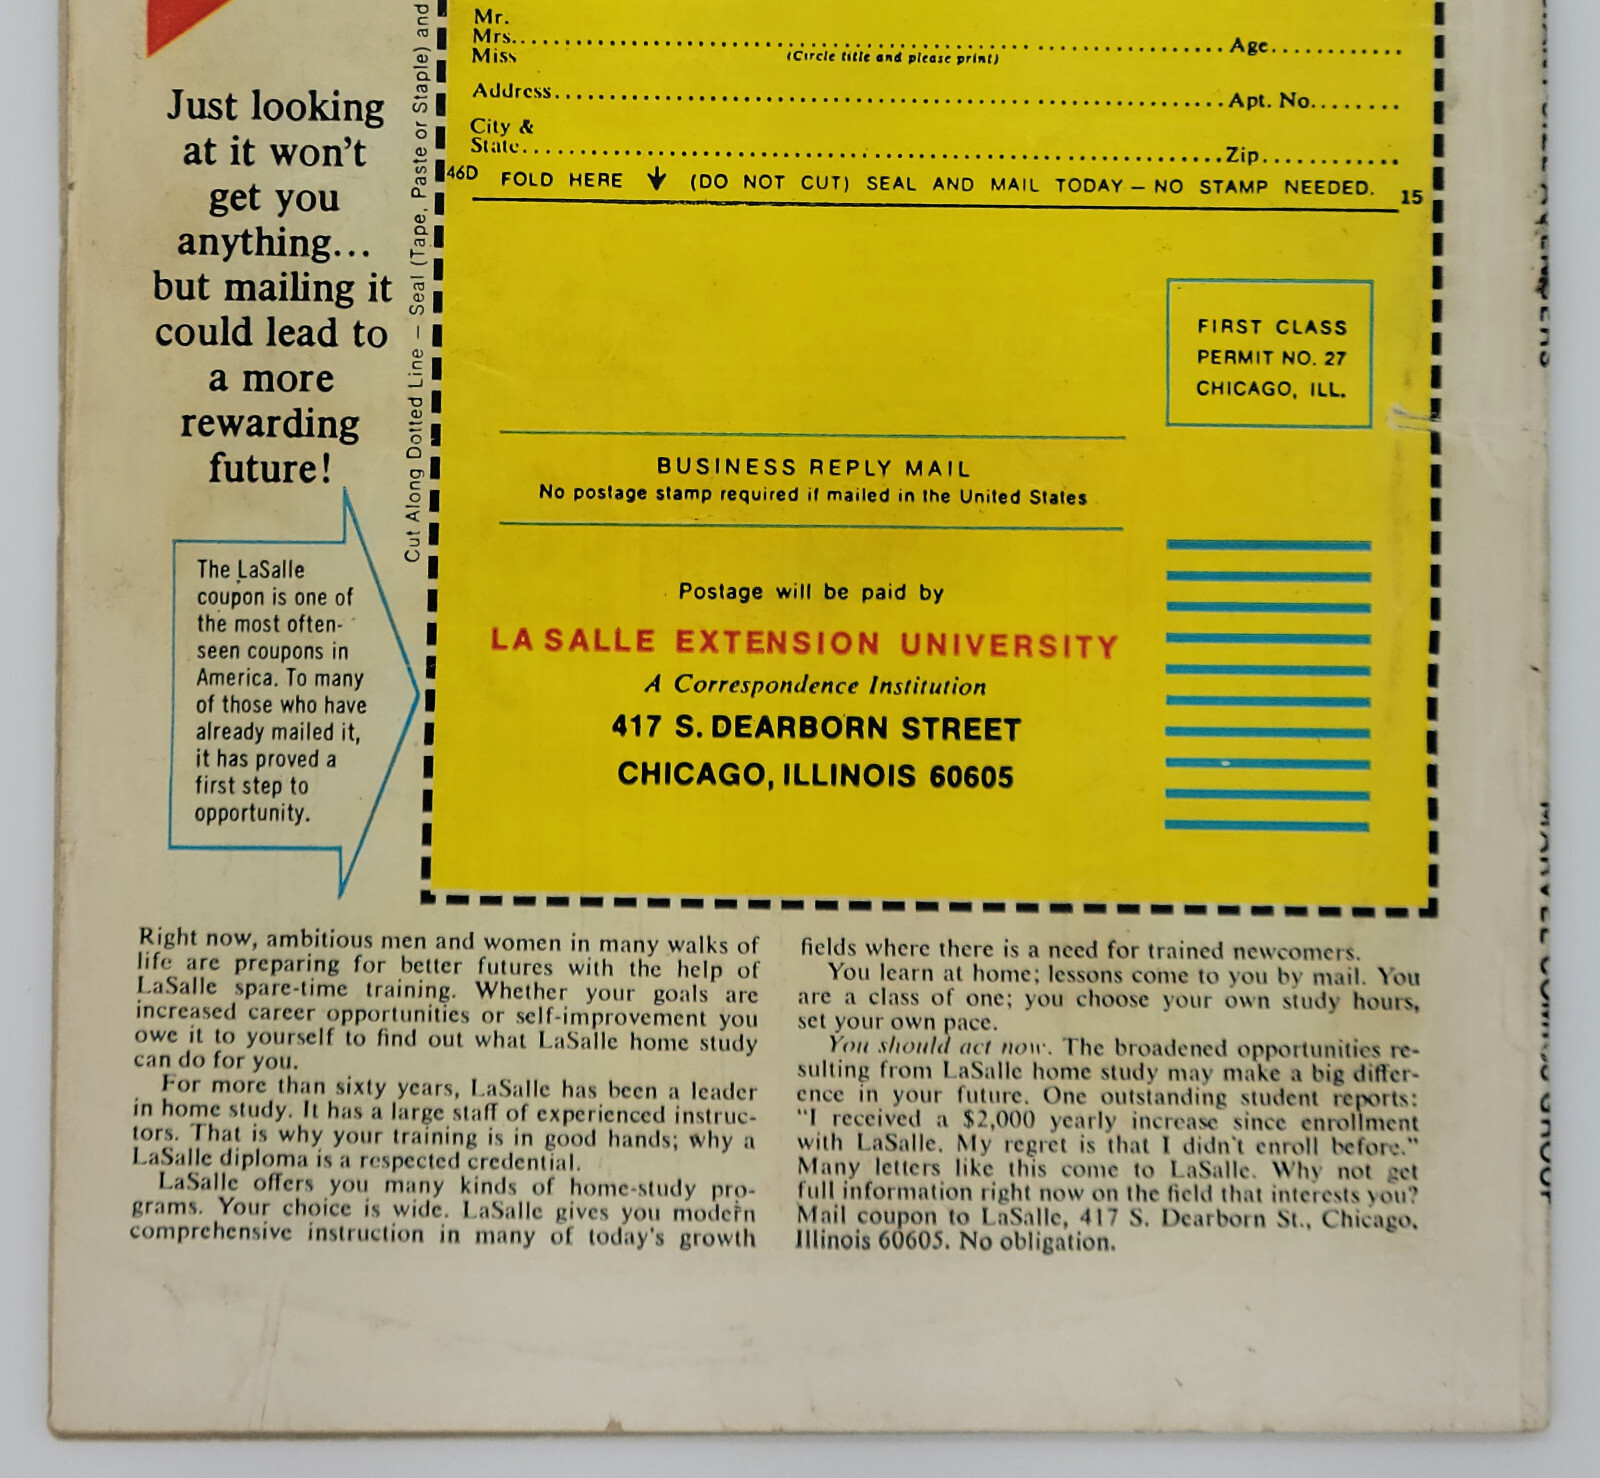 Just looking
at it won't
get you
anything...
but mailing it
could lead to
a more
rewarding
future!
The LaSalle
coupon is one of
the most often-
seen coupons in
America. To many
of those who have
already mailed it,
it has proved a
first step to
opportunity.
Cut Along Dotted Line — Seal (Tape, Paste or Staple) and
Mr.
Mrs. Age
Miss (Circle title and please print)
Address Apt. No.
City &
State Zip
46D FOLD HERE ↓ (DO NOT CUT) SEAL AND MAIL TODAY — NO STAMP NEEDED. 15
FIRST CLASS
PERMIT NO. 27
CHICAGO, ILL.
BUSINESS REPLY MAIL
No postage stamp required if mailed in the United States
Postage will be paid by
LA SALLE EXTENSION UNIVERSITY
A Correspondence Institution
417 S. DEARBORN STREET
CHICAGO, ILLINOIS 60605
Right now, ambitious men and women in many walks of
life are preparing for better futures with the help of
LaSalle spare-time training. Whether your goals are
increased career opportunities or self-improvement you
owe it to yourself to find out what LaSalle home study
can do for you.
For more than sixty years, LaSalle has been a leader
in home study. It has a large staff of experienced instruc-
tors. That is why your training is in good hands; why a
LaSalle diploma is a respected credential.
LaSalle offers you many kinds of home-study pro-
grams. Your choice is wide. LaSalle gives you modern
comprehensive instruction in many of today's growth
fields where there is a need for trained newcomers.
You learn at home; lessons come to you by mail. You
are a class of one; you choose your own study hours,
set your own pace.
You should act now. The broadened opportunities re-
sulting from LaSalle home study may make a big differ-
ence in your future. One outstanding student reports:
"I received a $2,000 yearly increase since enrollment
with LaSalle. My regret is that I didn't enroll before."
Many letters like this come to LaSalle. Why not get
full information right now on the field that interests you?
Mail coupon to LaSalle, 417 S. Dearborn St., Chicago,
Illinois 60605. No obligation.
MARVEL COMICS GROUP